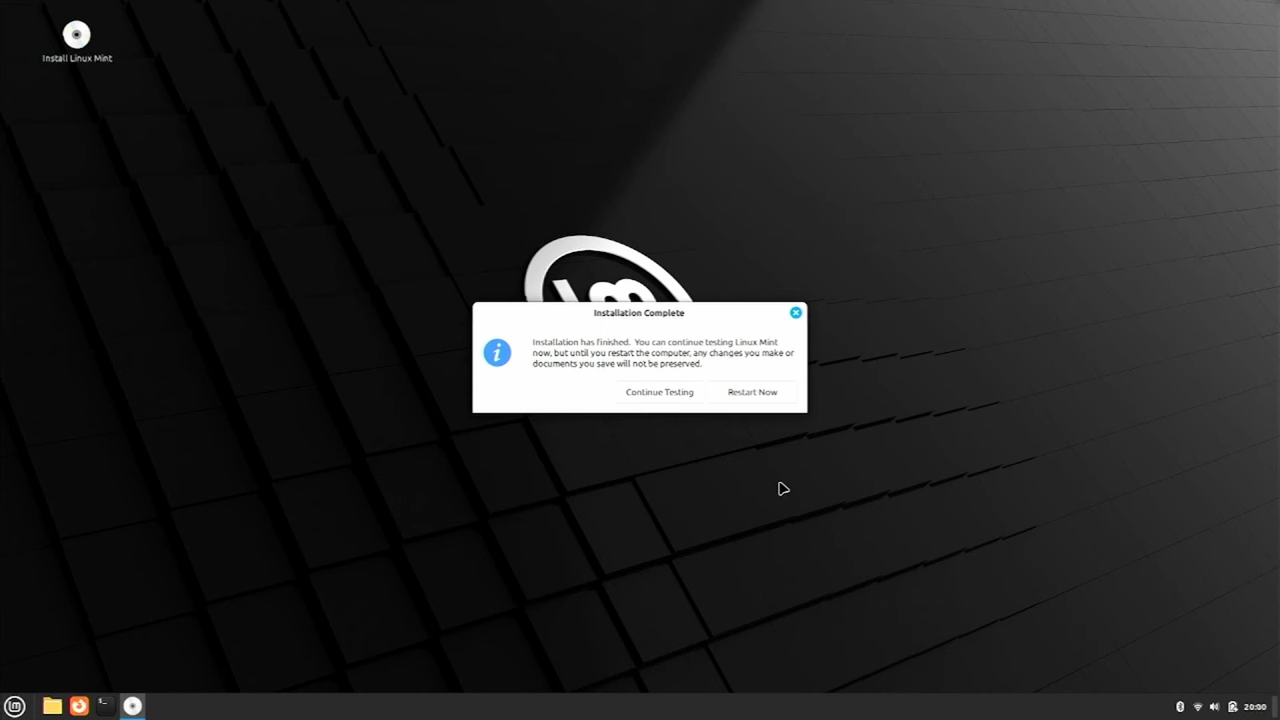 Install Linux Mint
lm
Installation Complete
Installation has finished. You can continue testing Linux Mint
now, but until you restart the computer, any changes you make or
documents you save will not be preserved.
Continue Testing
Restart Now
20:00